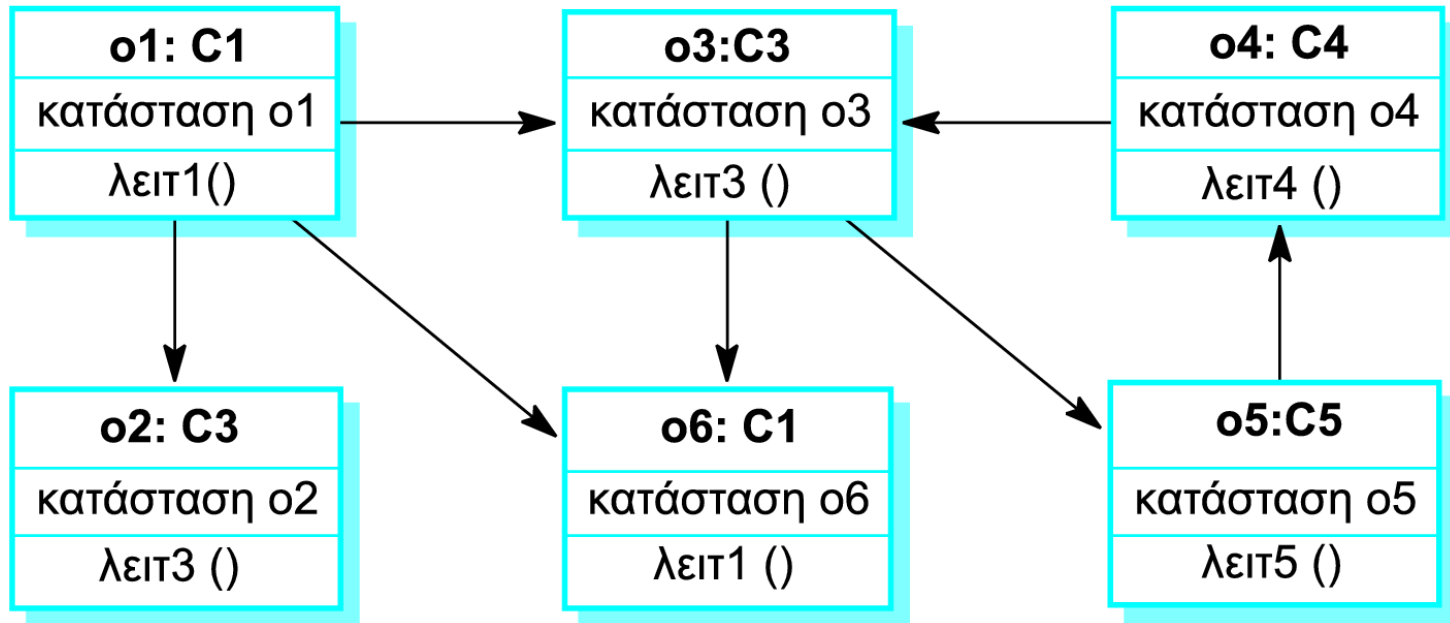 o1: C1
κατάσταση o1
λειτ1()
o3:C3
κατάσταση o3
λειτ3 ()
o4: C4
κατάσταση o4
λειτ4 ()
o2: C3
κατάσταση o2
λειτ3 ()
o6: C1
κατάσταση o6
λειτ1 ()
o5:C5
κατάσταση o5
λειτ5 ()